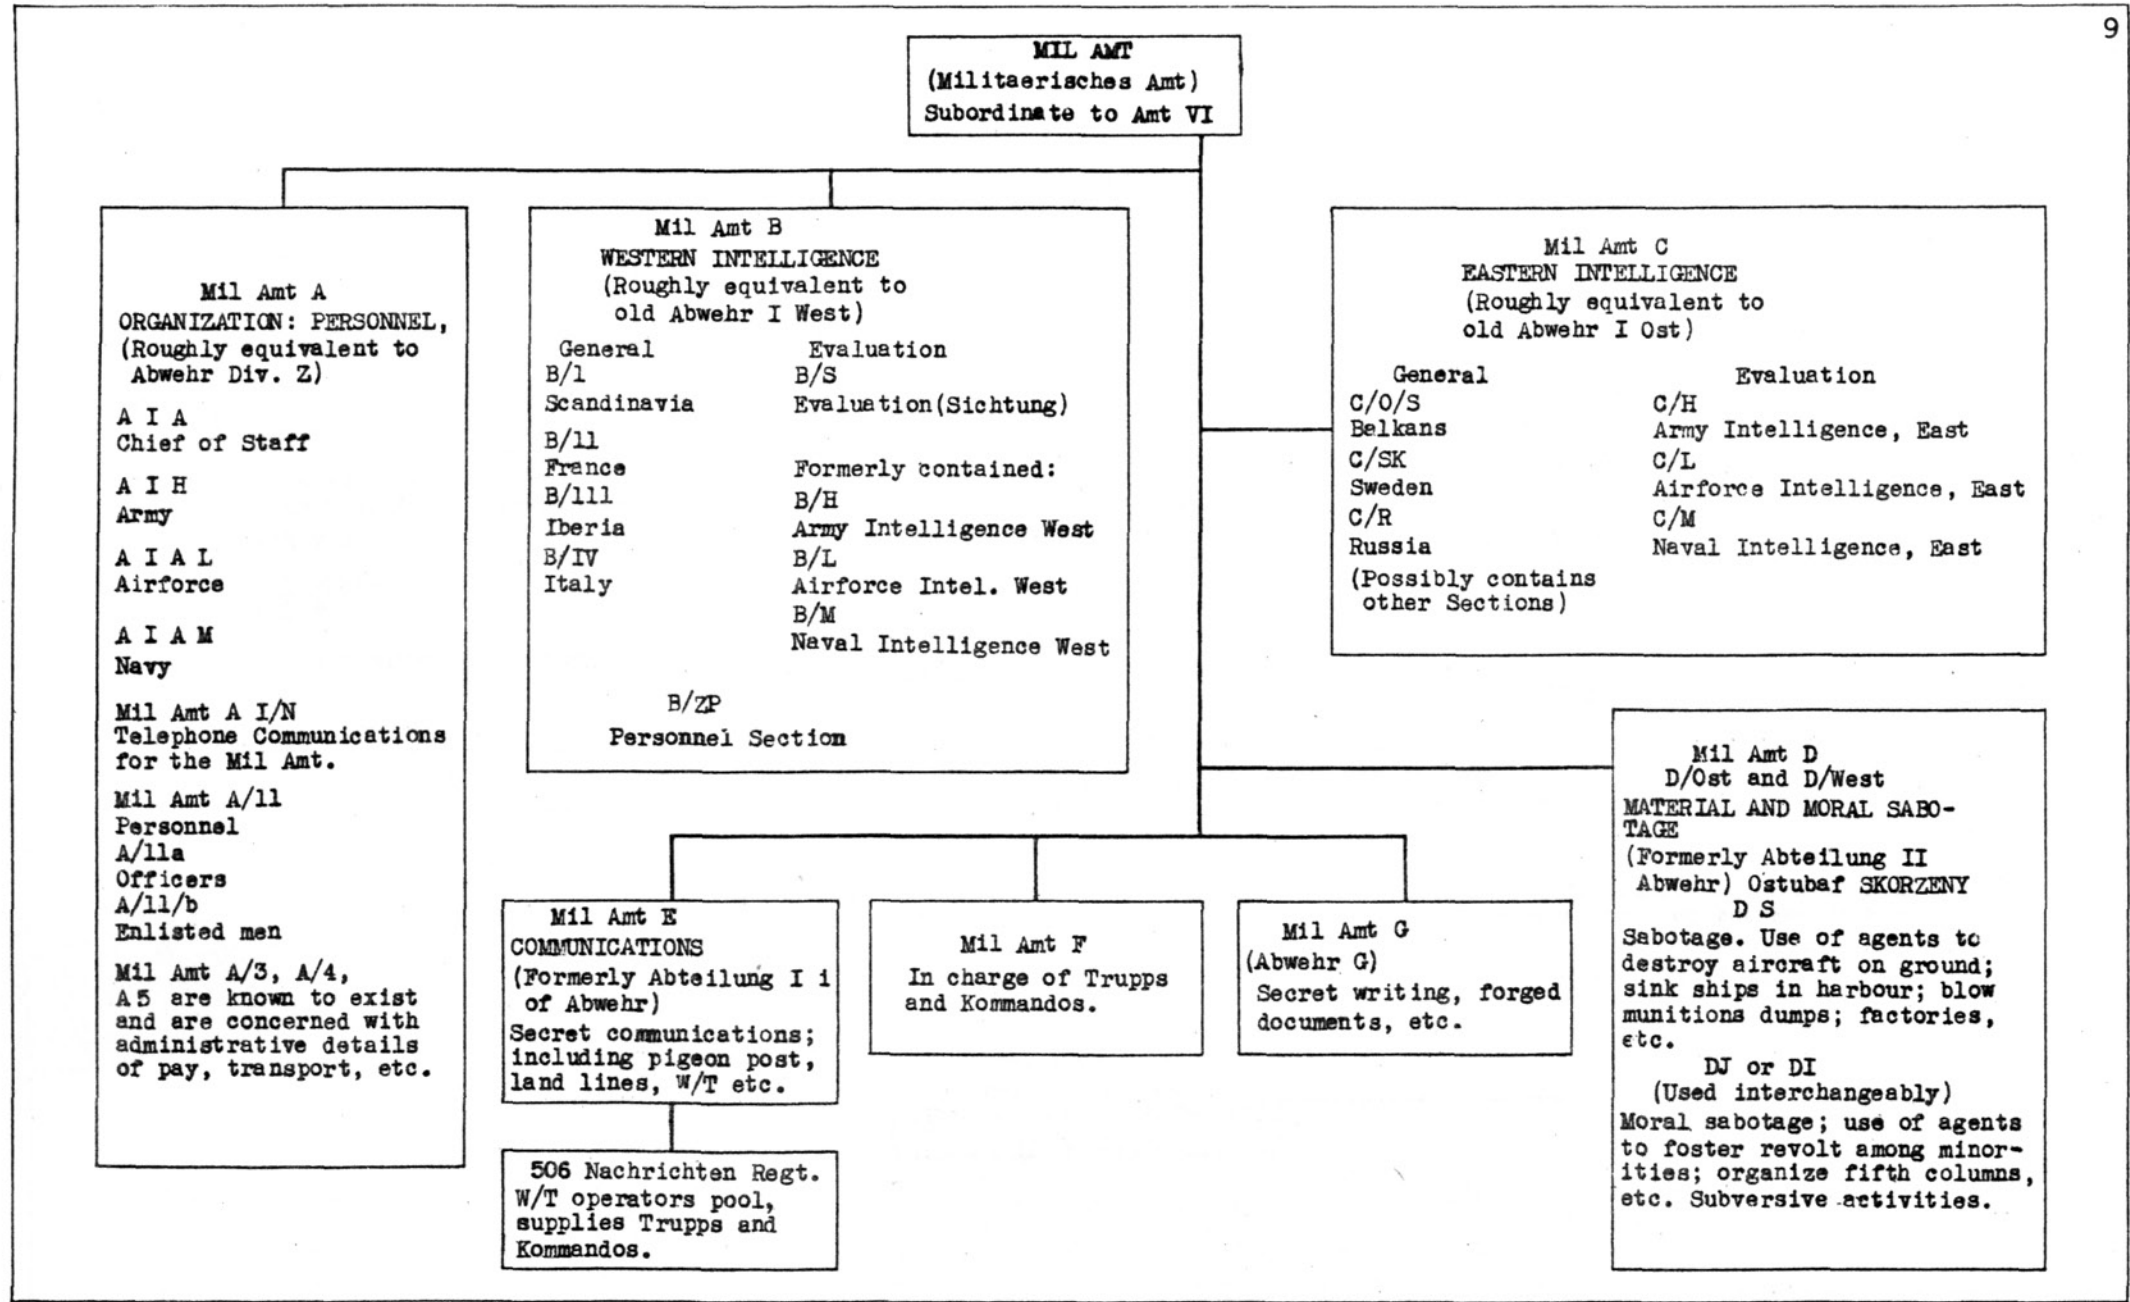 9
MIL AMT
(Militaerisches Amt)
Subordinate to Amt VI
Mil Amt A
ORGANIZATION: PERSONNEL,
(Roughly equivalent to
Abwehr Div. Z)
A I A
Chief of Staff
A I H
Army
A I A L
Airforce
A I A M
Navy
Mil Amt A I/N
Telephone Communications
for the Mil Amt.
Mil Amt A/11
Personnel
A/11a
Officers
A/11/b
Enlisted men
Mil Amt A/3, A/4,
A5 are known to exist
and are concerned with
administrative details
of pay, transport, etc.
Mil Amt B
WESTERN INTELLIGENCE
(Roughly equivalent to
old Abwehr I West)
General
B/1
Scandinavia
B/11
France
B/111
Iberia
B/IV
Italy
Evaluation
B/S
Evaluation(Sichtung)
Formerly contained:
B/H
Army Intelligence West
B/L
Airforce Intel. West
B/M
Naval Intelligence West
B/ZP
Personnel Section
Mil Amt C
EASTERN INTELLIGENCE
(Roughly equivalent to
old Abwehr I Ost)
General
C/O/S
Belkans
C/SK
Sweden
C/R
Russia
(Possibly contains
other Sections)
Evaluation
C/H
Army Intelligence, East
C/L
Airforce Intelligence, East
C/M
Naval Intelligence, East
Mil Amt D
D/Ost and D/West
MATERIAL AND MORAL SABO-
TAGE
(Formerly Abteilung II
Abwehr) Ostubaf SKORZENY
D S
Sabotage. Use of agents to
destroy aircraft on ground;
sink ships in harbour; blow
munitions dumps; factories,
etc.
DJ or DI
(Used interchangeably)
Moral sabotage; use of agents
to foster revolt among minor-
ities; organize fifth columns,
etc. Subversive activities.
Mil Amt E
COMMUNICATIONS
(Formerly Abteilung I i
of Abwehr)
Secret communications;
including pigeon post,
land lines, W/T etc.
506 Nachrichten Regt.
W/T operators pool,
supplies Trupps and
Kommandos.
Mil Amt F
In charge of Trupps
and Kommandos.
Mil Amt G
(Abwehr G)
Secret writing, forged
documents, etc.